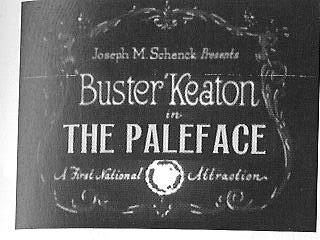 Joseph M. Schenck Presents
Buster Keaton
in
THE PALEFACE
A First National Attraction